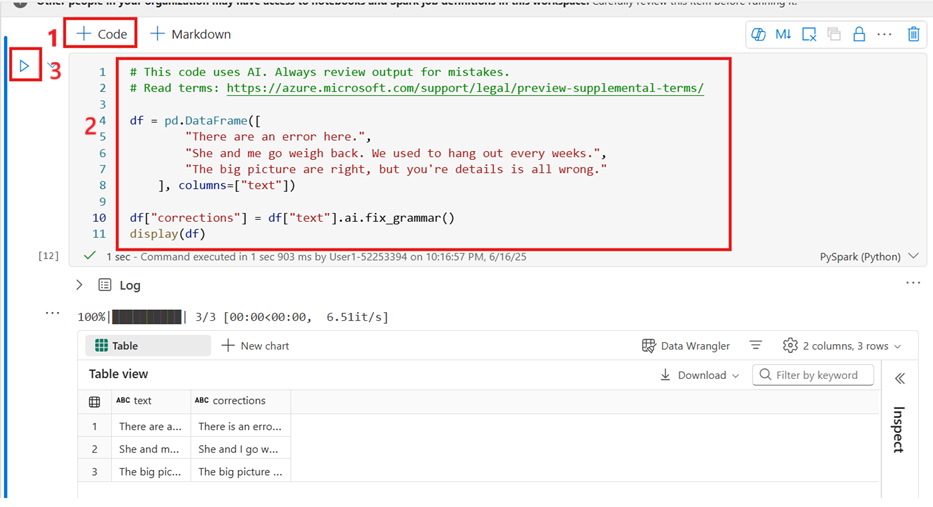 Other people in your organization may have access to notebooks and Spark job definitions in this workspace. Carefully review this item before running it.
1 + Code + Markdown M↓ ...
3
2
1 # This code uses AI. Always review output for mistakes.
2 # Read terms: https://azure.microsoft.com/support/legal/preview-supplemental-terms/
3
4 df = pd.DataFrame([
5 "There are an error here.",
6 "She and me go weigh back. We used to hang out every weeks.",
7 "The big picture are right, but you're details is all wrong."
8 ], columns=["text"])
9
10 df["corrections"] = df["text"].ai.fix_grammar()
11 display(df)
[12] 1 sec - Command executed in 1 sec 903 ms by User1-52253394 on 10:16:57 PM, 6/16/25 PySpark (Python)
Log ...
... 100%|██████████| 3/3 [00:00<00:00, 6.51it/s]
Table + New chart Data Wrangler 2 columns, 3 rows
Table view Download Filter by keyword
ABC text ABC corrections
1 There are a... There is an erro...
2 She and m... She and I go w...
3 The big pic... The big picture ...
Inspect